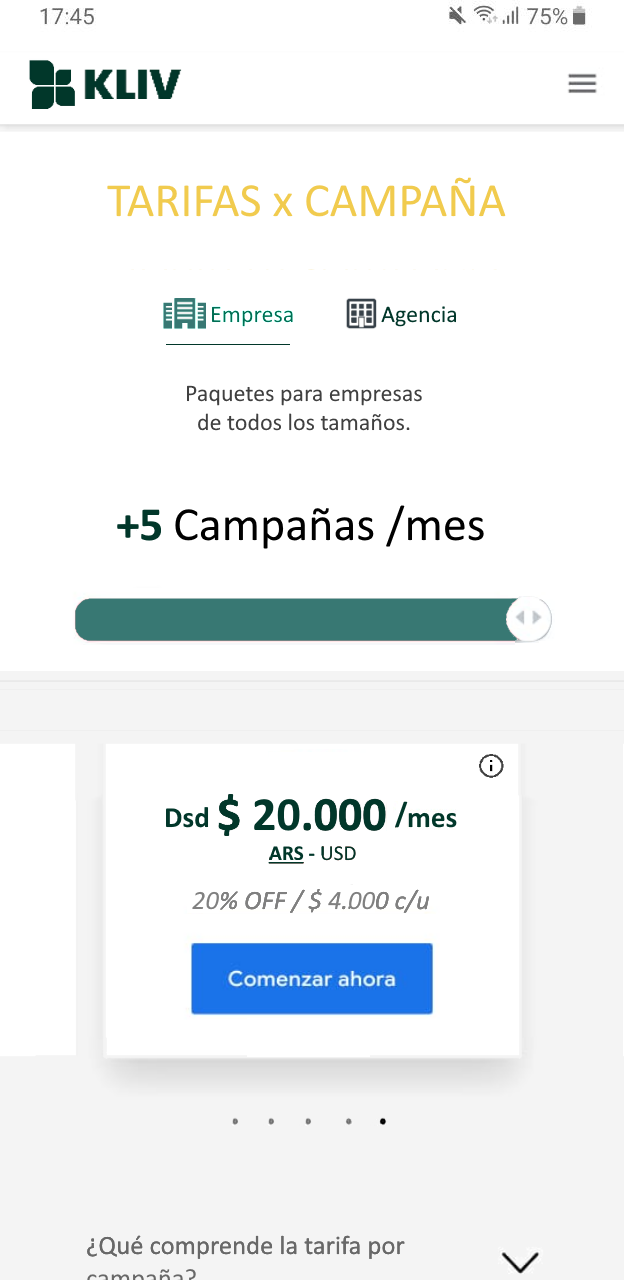 17:45 75%
KLIV
TARIFAS x CAMPAÑA
Empresa Agencia
Paquetes para empresas
de todos los tamaños.
+5 Campañas /mes
Dsd $ 20.000 /mes
ARS - USD
20% OFF / $ 4.000 c/u
Comenzar ahora
¿Qué comprende la tarifa por
campaña?